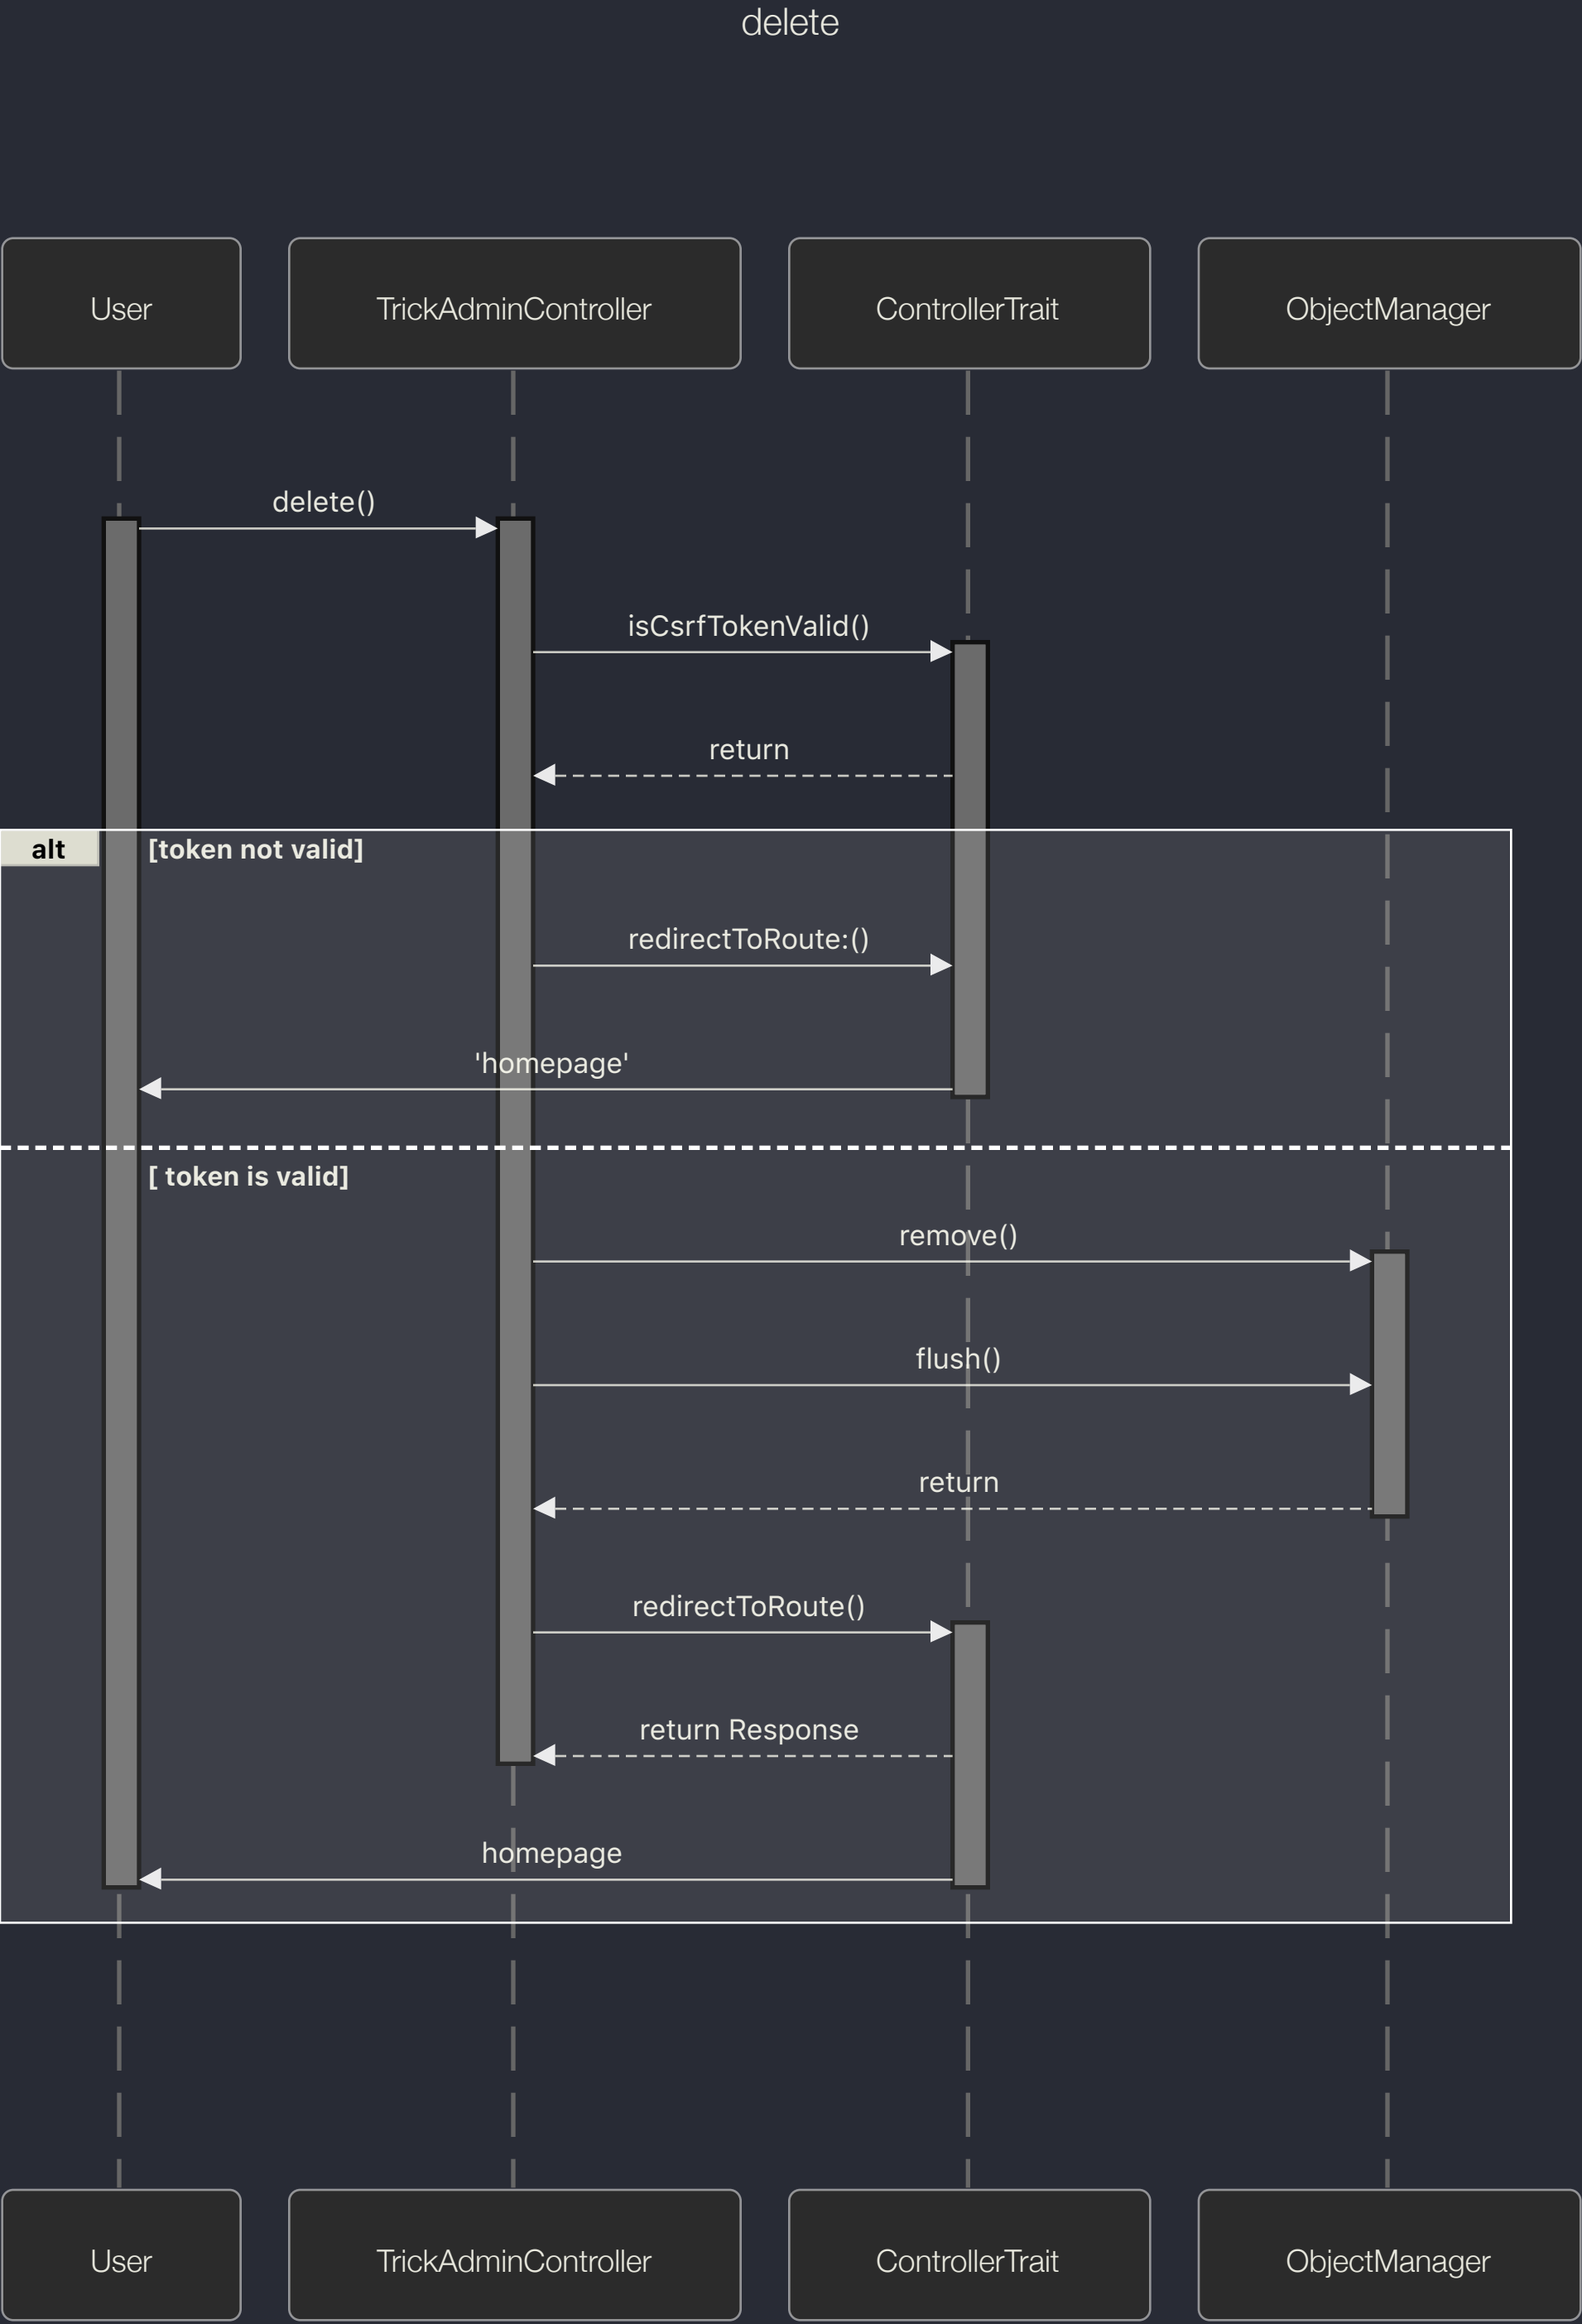 delete
User
TrickAdminController
ControllerTrait
ObjectManager
delete()
isCsrfTokenValid()
return
alt
[token not valid]
redirectToRoute:()
'homepage'
[ token is valid]
remove()
flush()
return
redirectToRoute()
return Response
homepage
User
TrickAdminController
ControllerTrait
ObjectManager